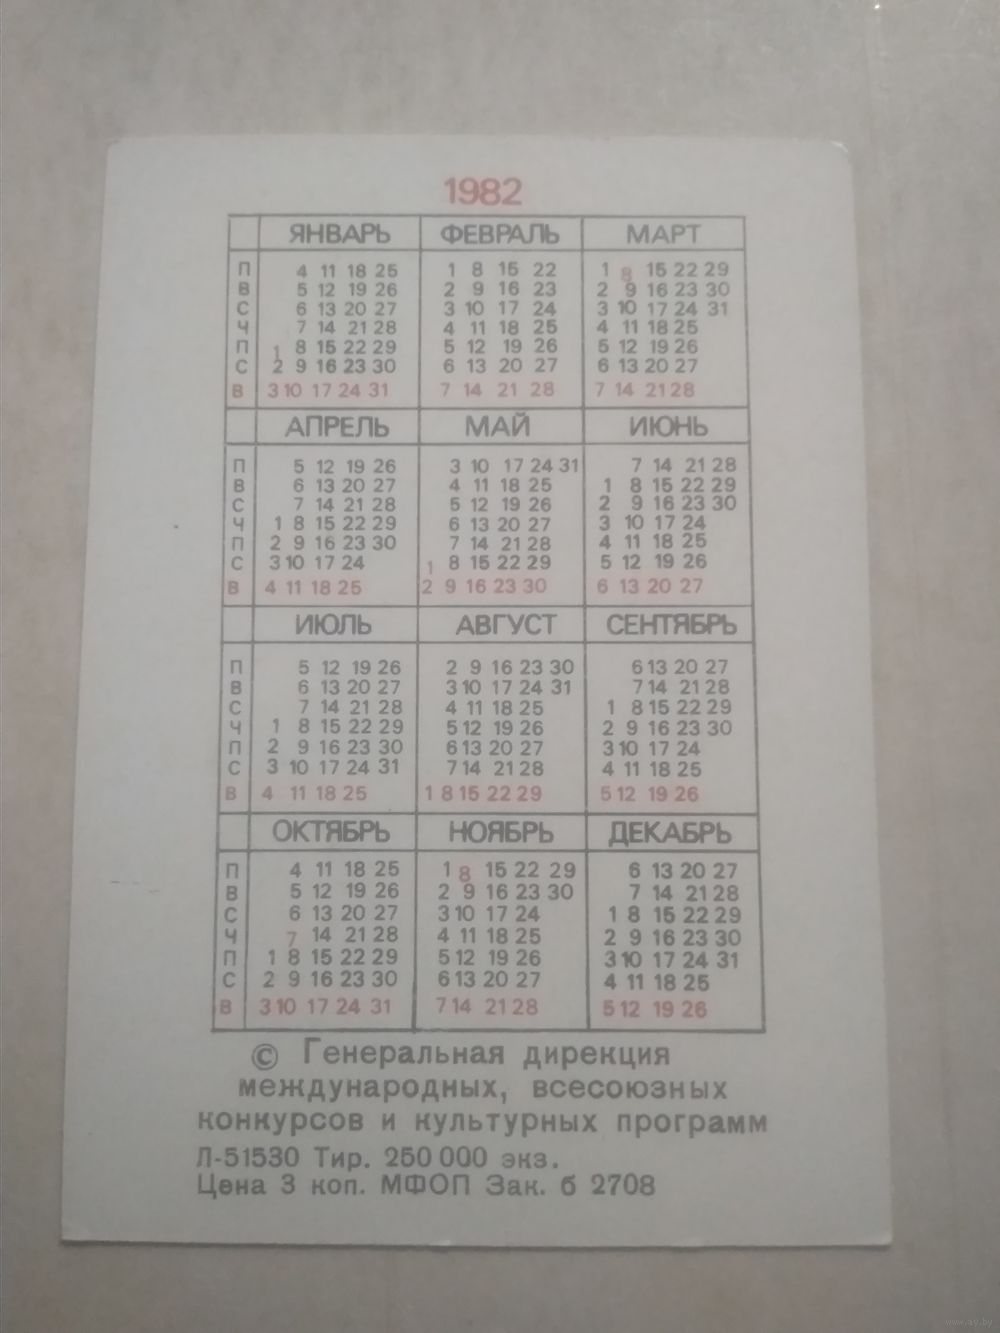 1982
ЯНВАРЬ ФЕВРАЛЬ МАРТ
П 4 11 18 25 1 8 15 22 1 8 15 22 29
В 5 12 19 26 2 9 16 23 2 9 16 23 30
С 6 13 20 27 3 10 17 24 3 10 17 24 31
Ч 7 14 21 28 4 11 18 25 4 11 18 25
П 1 8 15 22 29 5 12 19 26 5 12 19 26
С 2 9 16 23 30 6 13 20 27 6 13 20 27
В 3 10 17 24 31 7 14 21 28 7 14 21 28
АПРЕЛЬ МАЙ ИЮНЬ
П 5 12 19 26 3 10 17 24 31 7 14 21 28
В 6 13 20 27 4 11 18 25 1 8 15 22 29
С 7 14 21 28 5 12 19 26 2 9 16 23 30
Ч 1 8 15 22 29 6 13 20 27 3 10 17 24
П 2 9 16 23 30 7 14 21 28 4 11 18 25
С 3 10 17 24 1 8 15 22 29 5 12 19 26
В 4 11 18 25 2 9 16 23 30 6 13 20 27
ИЮЛЬ АВГУСТ СЕНТЯБРЬ
П 5 12 19 26 2 9 16 23 30 6 13 20 27
В 6 13 20 27 3 10 17 24 31 7 14 21 28
С 7 14 21 28 4 11 18 25 1 8 15 22 29
Ч 1 8 15 22 29 5 12 19 26 2 9 16 23 30
П 2 9 16 23 30 6 13 20 27 3 10 17 24
С 3 10 17 24 31 7 14 21 28 4 11 18 25
В 4 11 18 25 1 8 15 22 29 5 12 19 26
ОКТЯБРЬ НОЯБРЬ ДЕКАБРЬ
П 4 11 18 25 1 8 15 22 29 6 13 20 27
В 5 12 19 26 2 9 16 23 30 7 14 21 28
С 6 13 20 27 3 10 17 24 1 8 15 22 29
Ч 7 14 21 28 4 11 18 25 2 9 16 23 30
П 1 8 15 22 29 5 12 19 26 3 10 17 24 31
С 2 9 16 23 30 6 13 20 27 4 11 18 25
В 3 10 17 24 31 7 14 21 28 5 12 19 26
© Генеральная дирекция
международных, всесоюзных
конкурсов и культурных программ
Л-51530 Тир. 250 000 экз.
Цена 3 коп. МФОП Зак. б 2708
www.ay.by